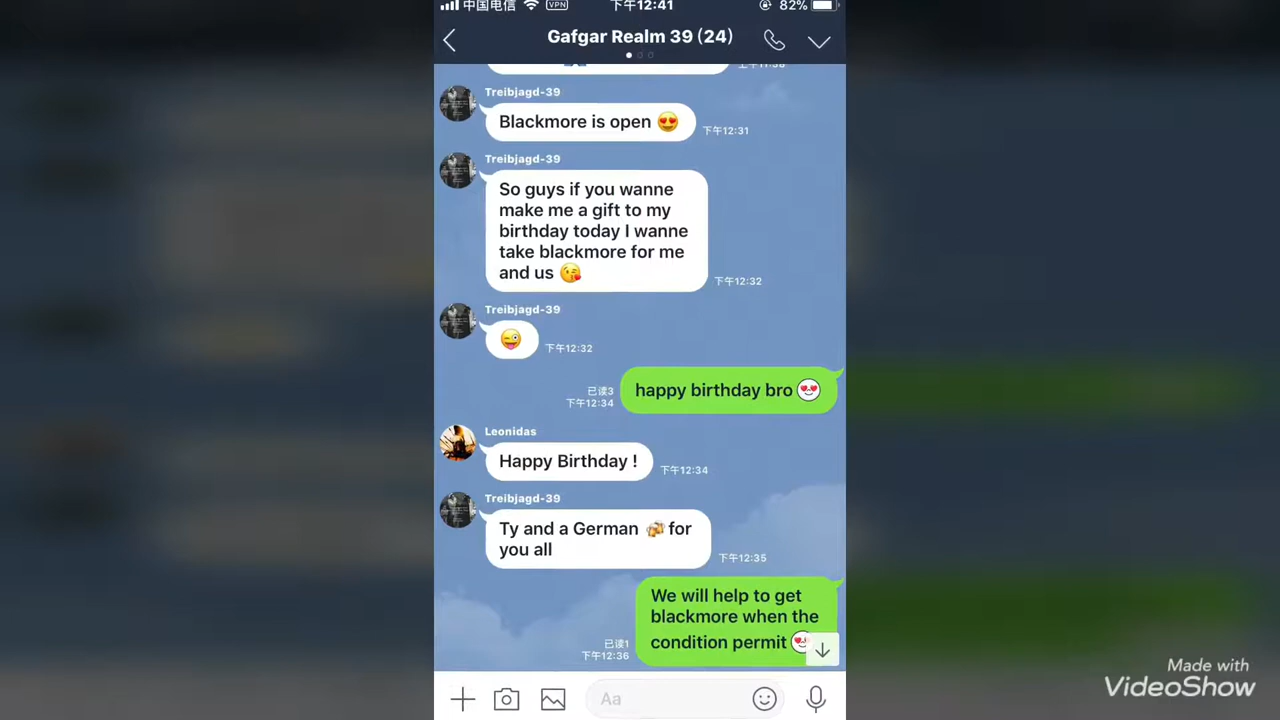 中国电信 VPN 下午12:41 82%
Gafgar Realm 39 (24)
Treibjagd-39
Blackmore is open 😍
下午12:31
Treibjagd-39
So guys if you wanne
make me a gift to my
birthday today I wanne
take blackmore for me
and us 😘
下午12:32
Treibjagd-39
😜
下午12:32
happy birthday bro 😍
已读3
下午12:34
Leonidas
Happy Birthday !
下午12:34
Treibjagd-39
Ty and a German 🍻 for
you all
下午12:35
We will help to get
blackmore when the
condition permit
已读1
下午12:36
Aa
Made with
VideoShow